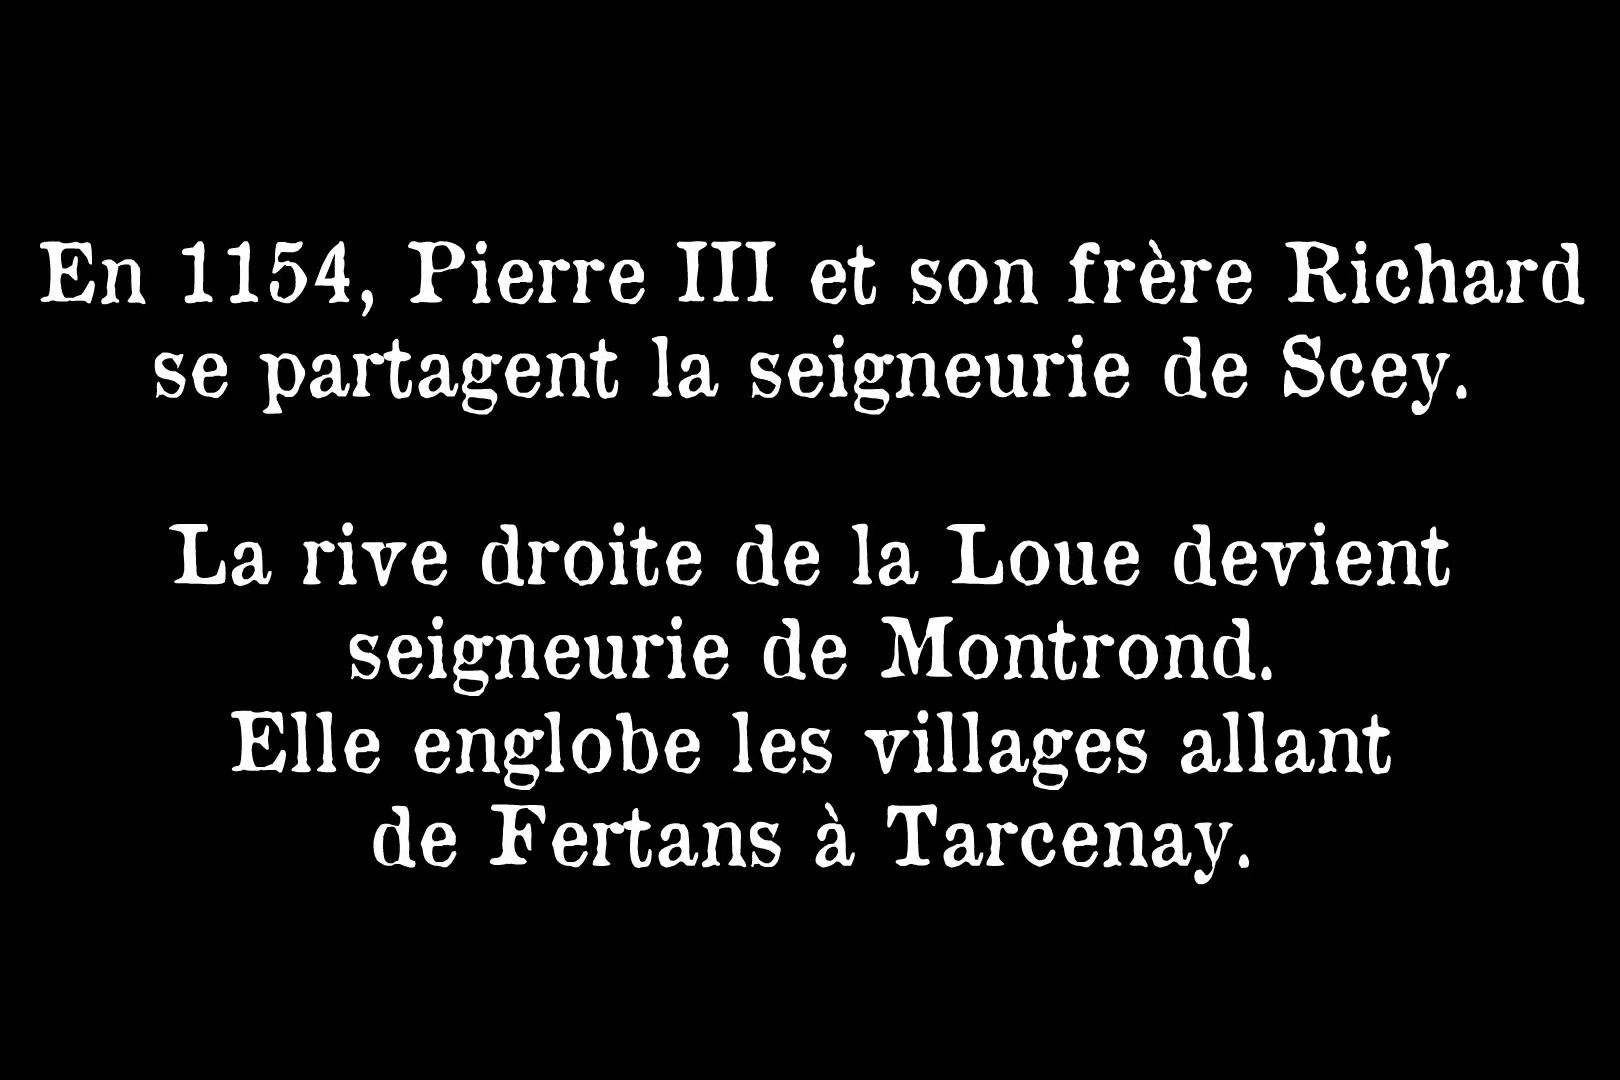 En 1154, Pierre III et son frère Richard
se partagent la seigneurie de Scey.
La rive droite de la Loue devient
seigneurie de Montrond.
Elle englobe les villages allant
de Fertans à Tarcenay.